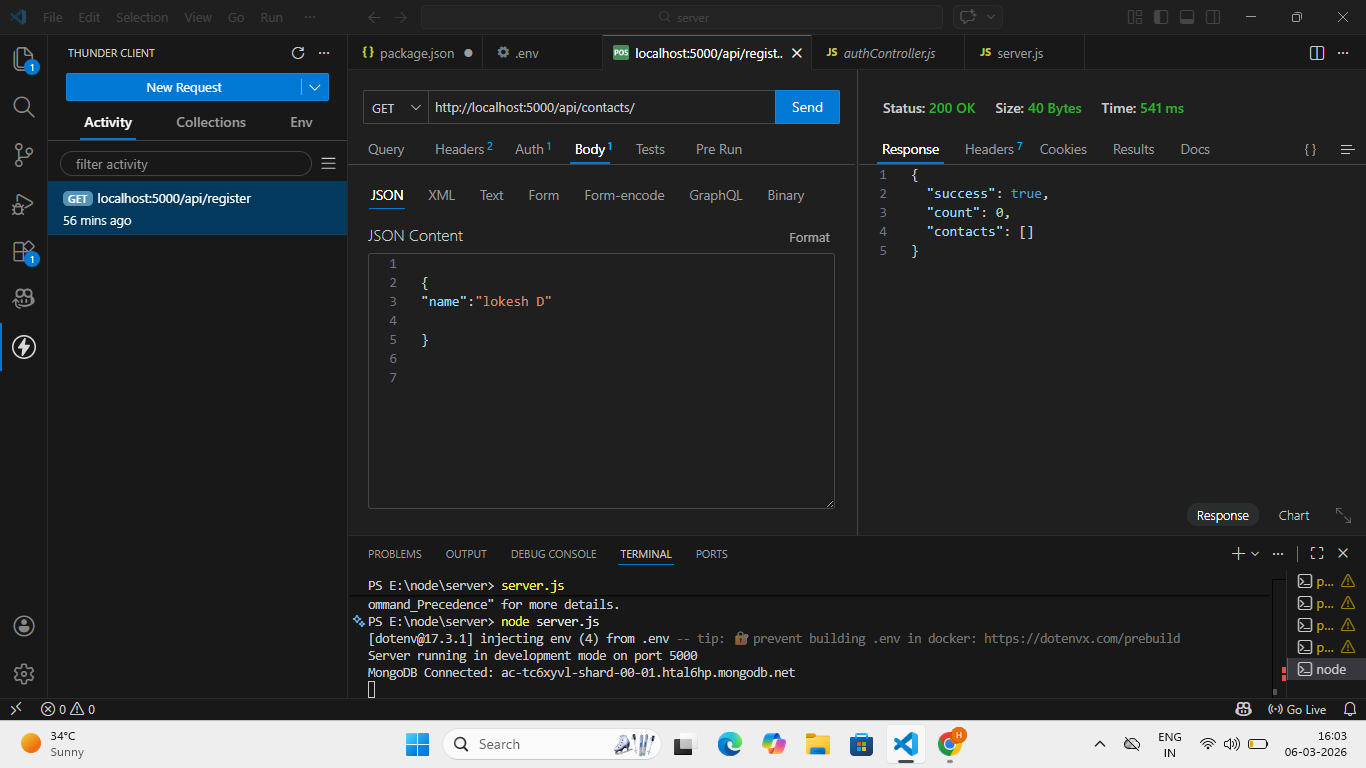 File Edit Selection View Go Run ··· server
THUNDER CLIENT
New Request
Activity Collections Env
filter activity
GET localhost:5000/api/register
56 mins ago
1
1
{} package.json .env POS localhost:5000/api/regist.. JS authController.js JS server.js
GET http://localhost:5000/api/contacts/ Send
Query Headers 2 Auth 1 Body 1 Tests Pre Run
JSON XML Text Form Form-encode GraphQL Binary
JSON Content Format
1
2 {
3 "name":"lokesh D"
4
5 }
6
7
Status: 200 OK Size: 40 Bytes Time: 541 ms
Response Headers 7 Cookies Results Docs {}
1 {
2 "success": true,
3 "count": 0,
4 "contacts": []
5 }
Response Chart
PROBLEMS OUTPUT DEBUG CONSOLE TERMINAL PORTS
PS E:\node\server> server.js
ommand_Precedence" for more details.
PS E:\node\server> node server.js
[dotenv@17.3.1] injecting env (4) from .env -- tip: 🔐 prevent building .env in docker: https://dotenvx.com/prebuild
Server running in development mode on port 5000
MongoDB Connected: ac-tc6xyvl-shard-00-01.htal6hp.mongodb.net
p...
p...
p...
p...
node
0 0 Go Live
34°C
Sunny
Search
H
ENG
IN
16:03
06-03-2026